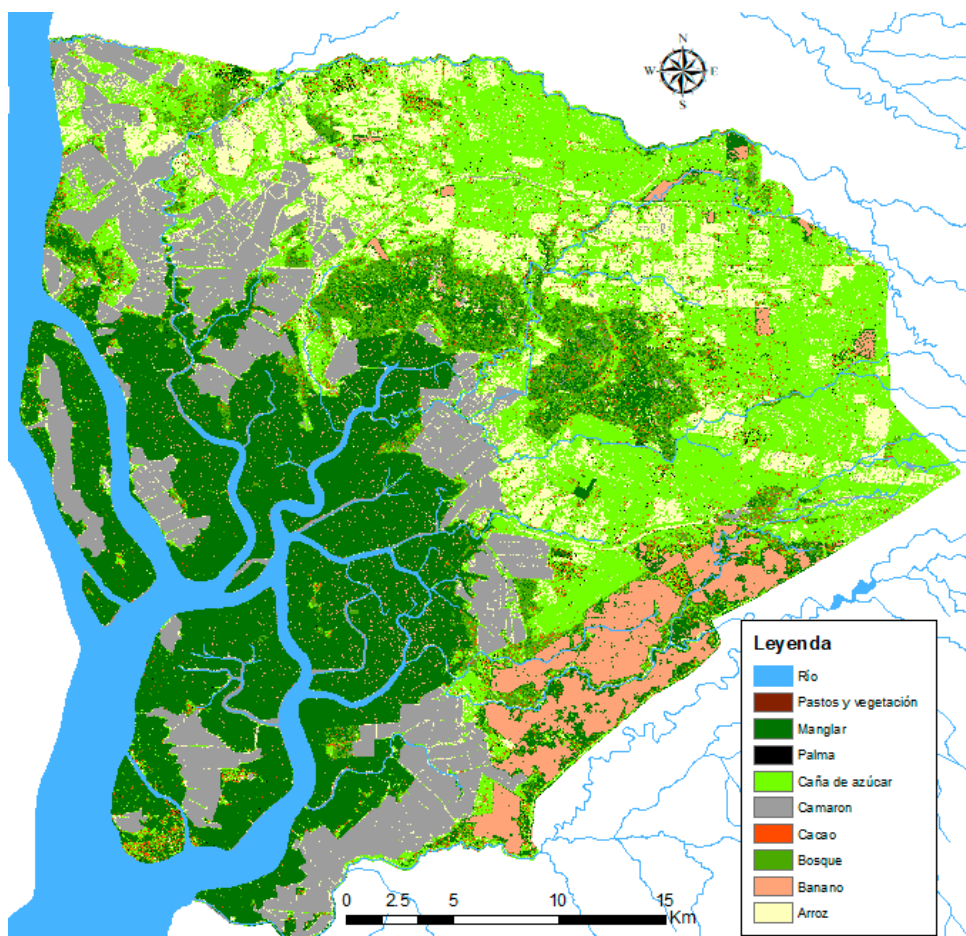 N
W E
S
Leyenda
Río
Pastos y vegetación
Manglar
Palma
Caña de azúcar
Camaron
Cacao
Bosque
Banano
Arroz
0 2.5 5 10 15
Km